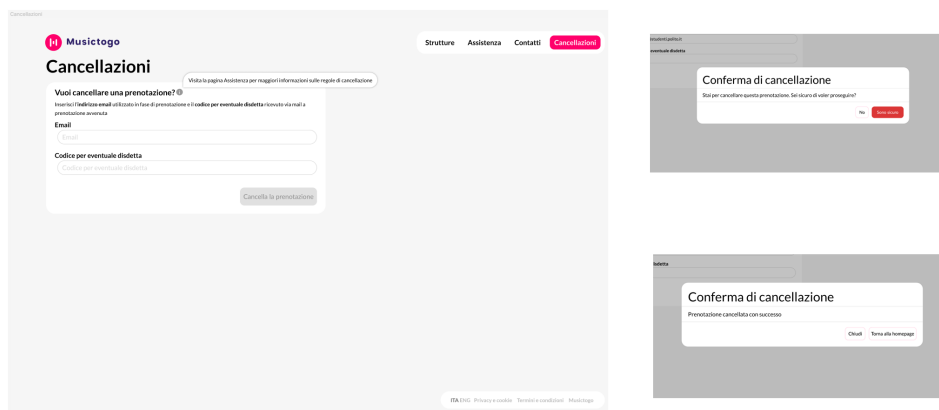 Cancellazioni
Musictogo
Strutture Assistenza Contatti Cancellazioni
Cancellazioni
Visita la pagina Assistenza per maggiori informazioni sulle regole di cancellazione
Vuoi cancellare una prenotazione?
Inserisci l'indirizzo email utilizzato in fase di prenotazione e il codice per eventuale disdetta ricevuto via mail a
prenotazione avvenuta
Email
Email
Codice per eventuale disdetta
Codice per eventuale disdetta
Cancella la prenotazione
ITA ENG Privacy e cookie Termini e condizioni Musictogo
eventuale disdetta
Conferma di cancellazione
Stai per cancellare questa prenotazione. Sei sicuro di voler proseguire?
No Sono sicuro
disdetta
Conferma di cancellazione
Prenotazione cancellata con successo
Chiudi Torna alla homepage